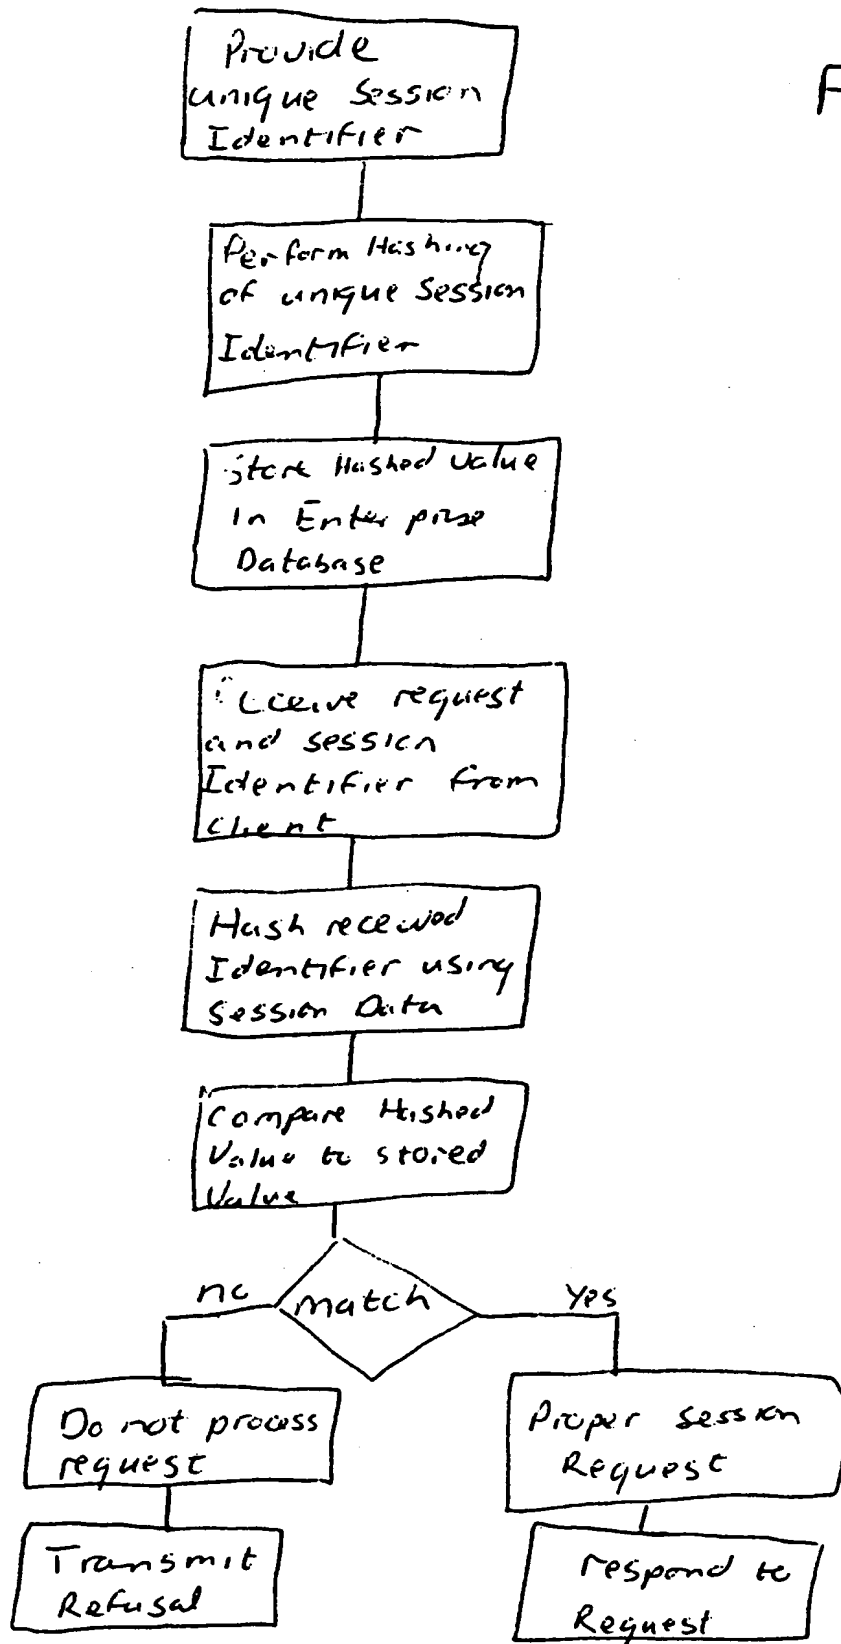 Provide
unique Session
Identifier
F
Perform Hashing
of unique Session
Identifier
Store Hashed Value
In Enterprise
Database
receive request
and session
Identifier from
client
Hash received
Identifier using
Session Data
Compare Hashed
Value to stored
Value
no
match
Yes
Do not process
request
Proper session
Request
Transmit
Refusal
respond to
Request